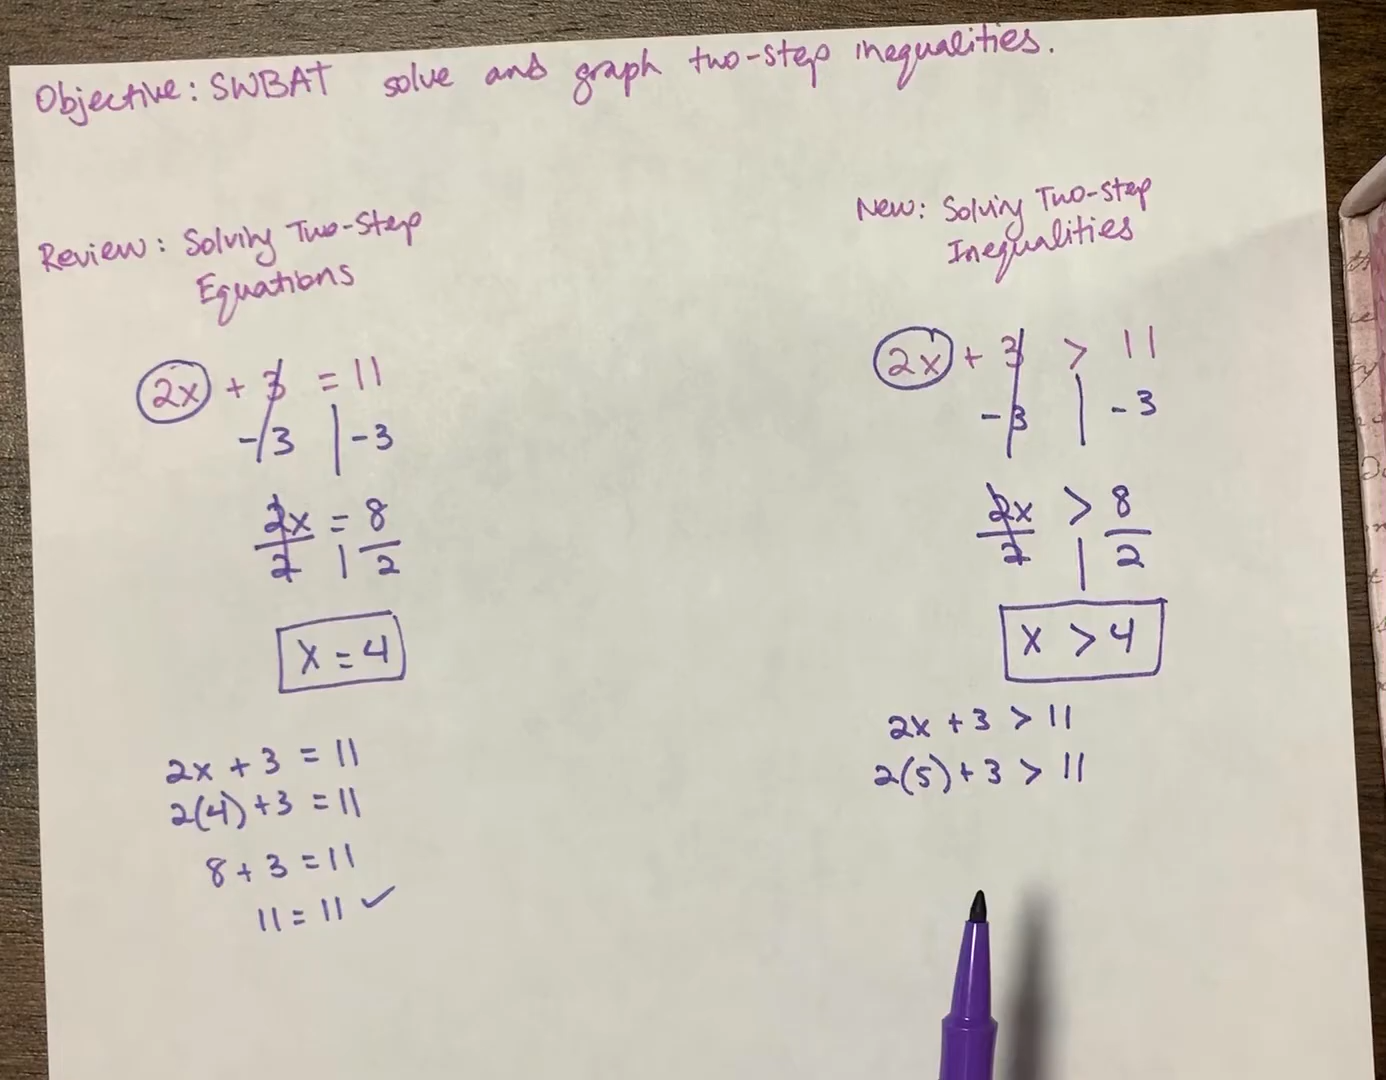 Objective: SWBAT solve and graph two-step inequalities.
Review: Solving Two-Step
Equations
2x + 3 = 11
-3 | -3
2x = 8
2 | 2
x = 4
2x + 3 = 11
2(4) + 3 = 11
8 + 3 = 11
11 = 11 ✓
New: Solving Two-Step
Inequalities
2x + 3 > 11
-3 | -3
2x > 8
2 | 2
x > 4
2x + 3 > 11
2(5) + 3 > 11